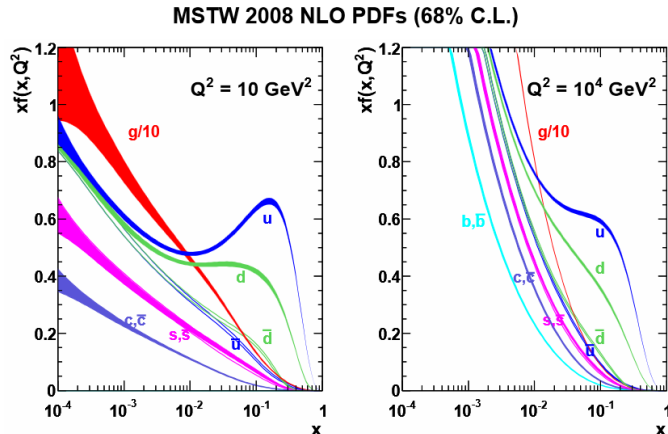 MSTW 2008 NLO PDFs (68% C.L.)
xf(x,Q²)
1.2
1
0.8
0.6
0.4
0.2
0
Q² = 10 GeV²
g/10
u
d
d̅
u̅
s,s̅
c,c̅
10⁻⁴
10⁻³
10⁻²
10⁻¹
1
x
xf(x,Q²)
1.2
1
0.8
0.6
0.4
0.2
0
Q² = 10⁴ GeV²
g/10
b,b̅
u
d
c,c̅
s,s̅
d̅
u̅
10⁻⁴
10⁻³
10⁻²
10⁻¹
1
x